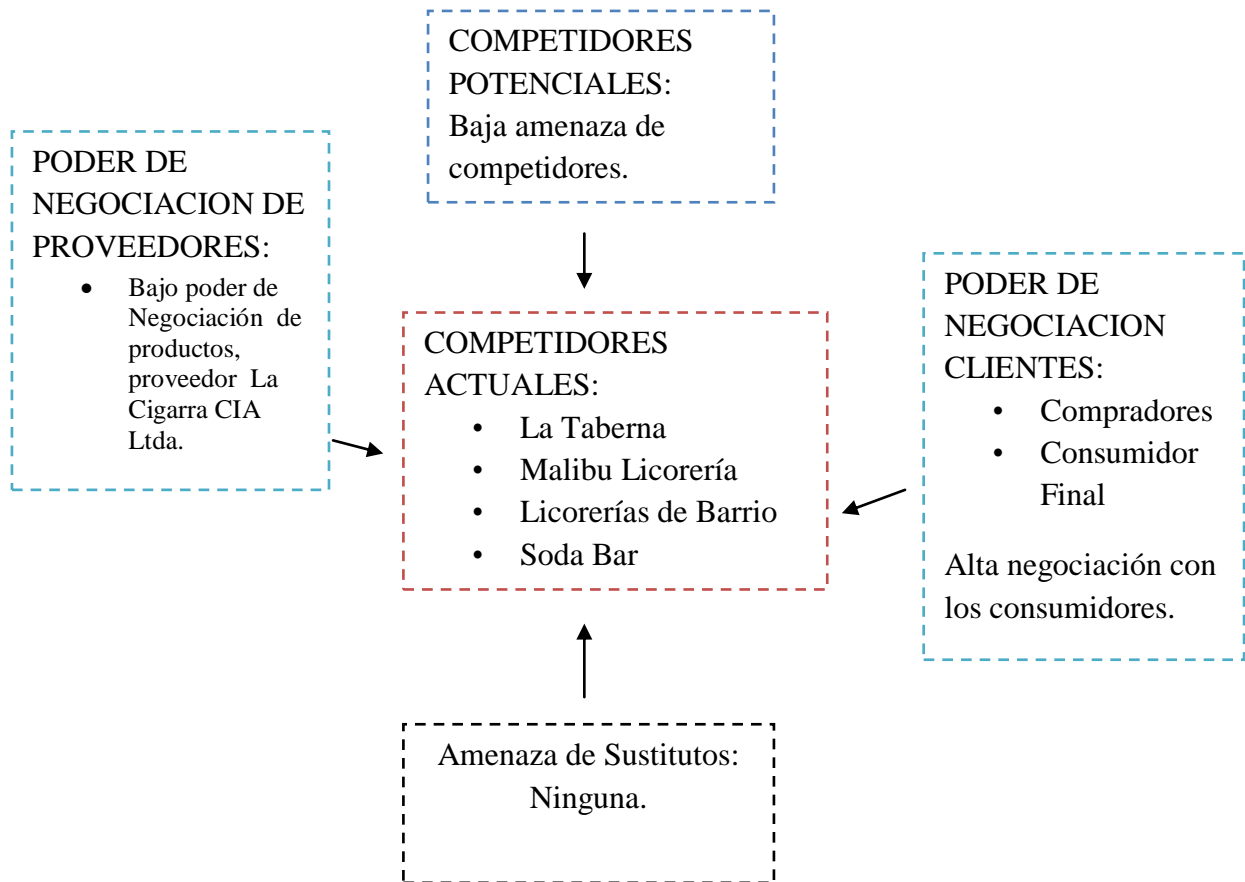 COMPETIDORES
POTENCIALES:
Baja amenaza de
competidores.
PODER DE
NEGOCIACION DE
PROVEEDORES:
• Bajo poder de
Negociación de
productos,
proveedor La
Cigarra CIA
Ltda.
COMPETIDORES
ACTUALES:
• La Taberna
• Malibu Licorería
• Licorerías de Barrio
• Soda Bar
PODER DE
NEGOCIACION
CLIENTES:
• Compradores
• Consumidor
Final
Alta negociación con
los consumidores.
Amenaza de Sustitutos:
Ninguna.